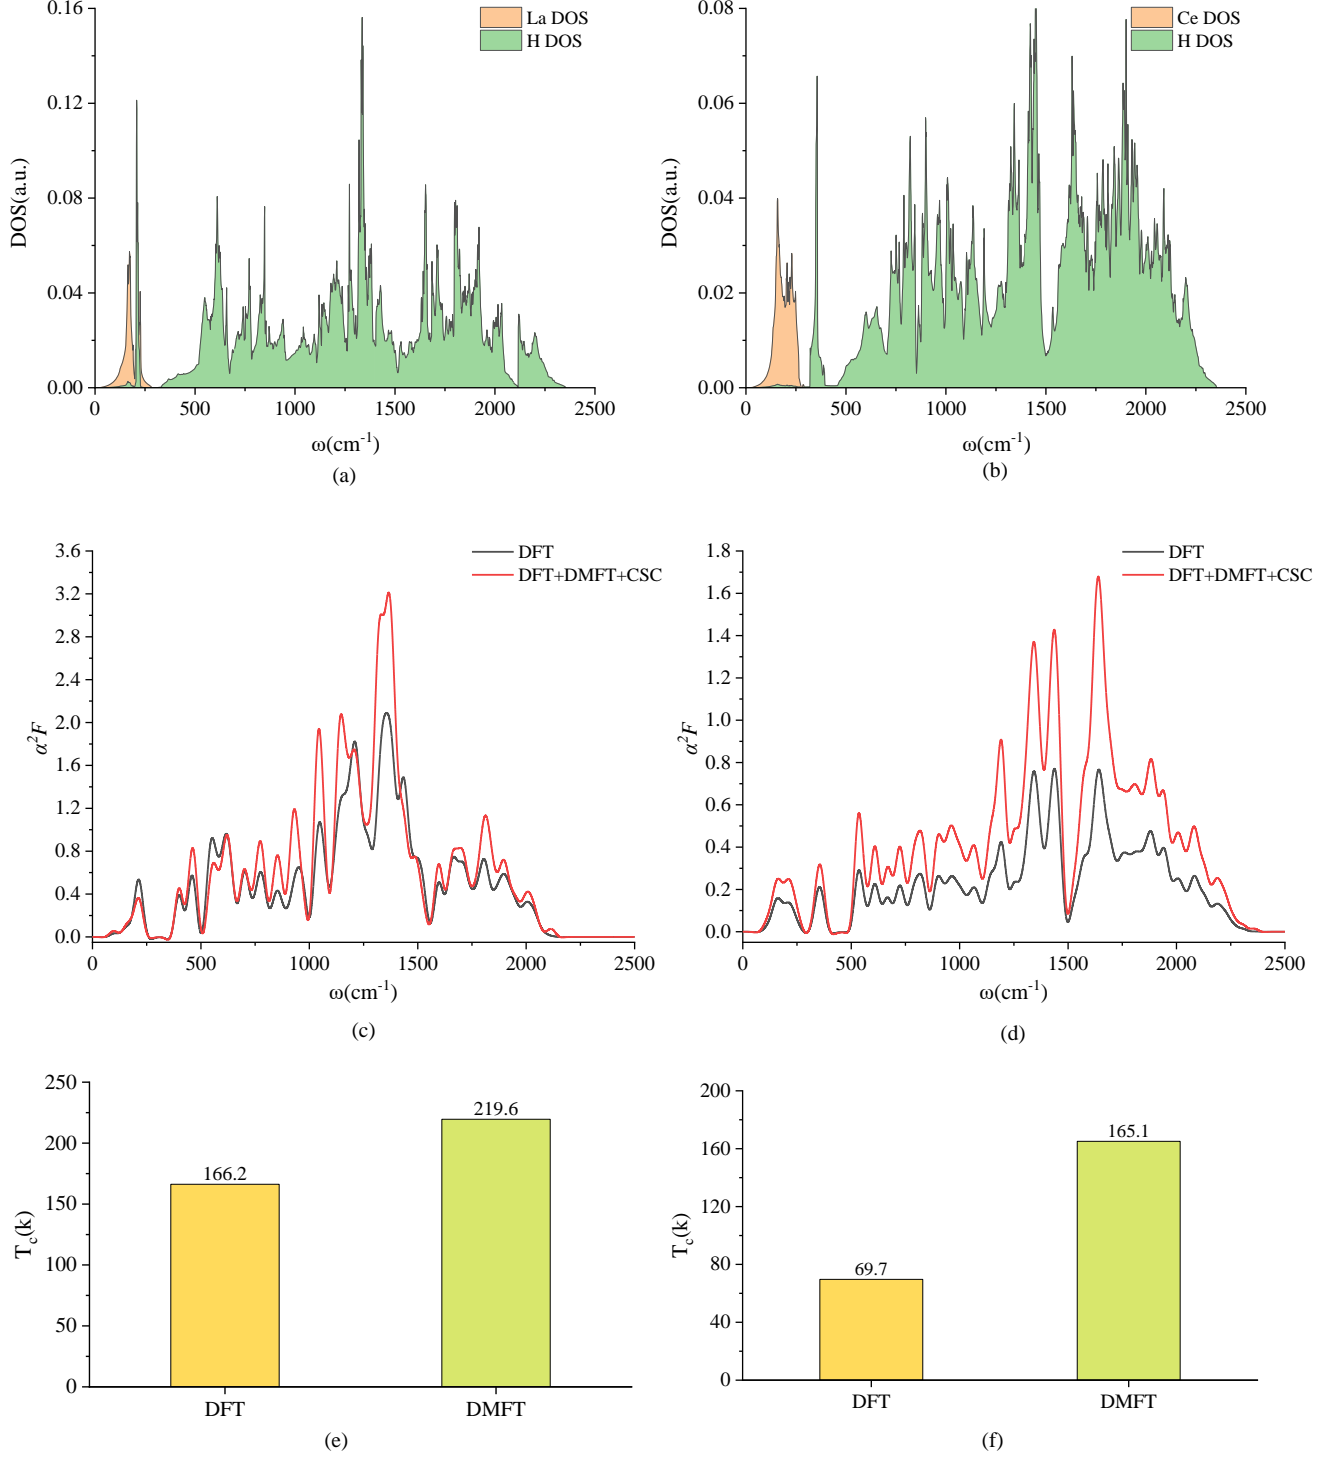 La DOS
H DOS
0.16
0.12
0.08
0.04
0.00
DOS(a.u.)
0 500 1000 1500 2000 2500
ω(cm⁻¹)
(a)
Ce DOS
H DOS
0.08
0.06
0.04
0.02
0.00
DOS(a.u.)
0 500 1000 1500 2000 2500
ω(cm⁻¹)
(b)
DFT
DFT+DMFT+CSC
3.6
3.2
2.8
2.4
2.0
1.6
1.2
0.8
0.4
0.0
α²F
0 500 1000 1500 2000 2500
ω(cm⁻¹)
(c)
DFT
DFT+DMFT+CSC
1.8
1.6
1.4
1.2
1.0
0.8
0.6
0.4
0.2
0.0
α²F
0 500 1000 1500 2000 2500
ω(cm⁻¹)
(d)
250
200
150
100
50
0
T_c(k)
166.2
219.6
DFT DMFT
(e)
200
160
120
80
40
0
T_c(k)
69.7
165.1
DFT DMFT
(f)